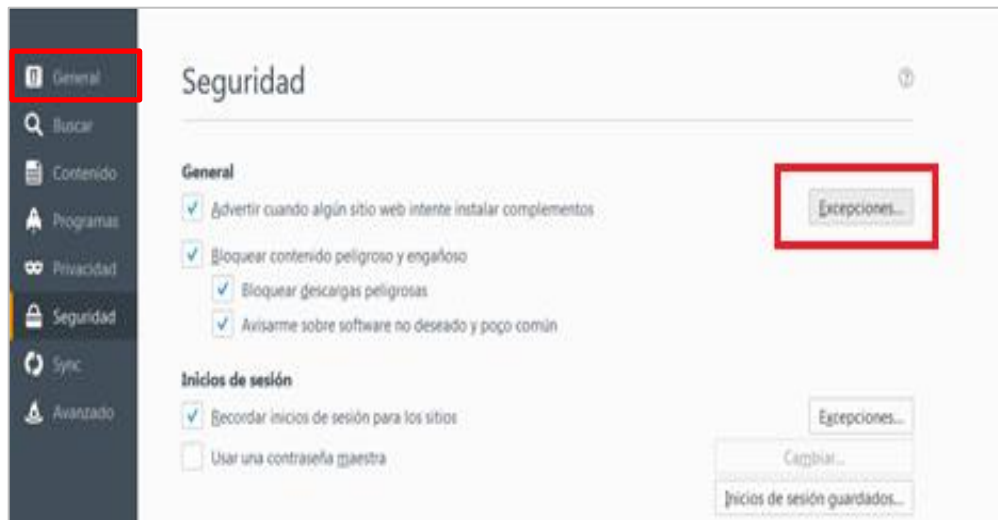 General
Buscar
Contenido
Programas
Privacidad
Seguridad
Sync
Avanzado
Seguridad
?
General
Advertir cuando algún sitio web intente instalar complementos
Excepciones...
Bloquear contenido peligroso y engañoso
Bloquear descargas peligrosas
Avisarme sobre software no deseado y poço común
Inicios de sesión
Recordar inicios de sesión para los sitios
Excepciones...
Usar una contraseña maestra
Cambiar...
Inicios de sesión guardados...